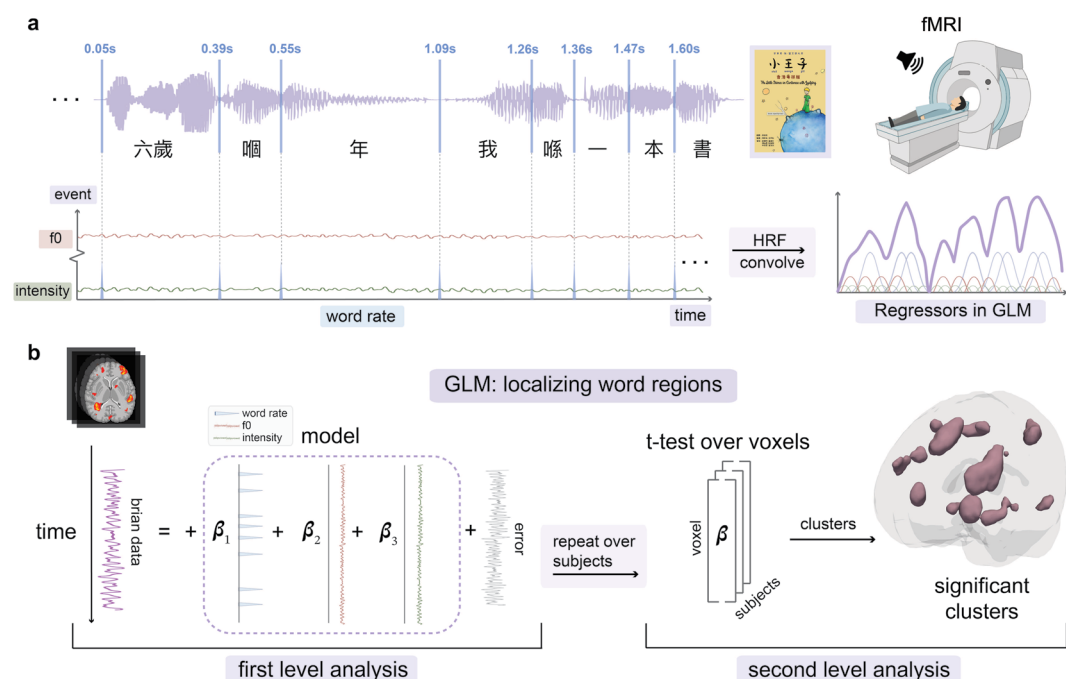 a
0.05s 0.39s 0.55s 1.09s 1.26s 1.36s 1.47s 1.60s
fMRI
小王子
六歲 嗰 年 我 喺 一 本 書
event
f0
HRF
convolve
intensity
word rate
time
Regressors in GLM
b
GLM: localizing word regions
word rate
f0
intensity
model
t-test over voxels
time
brian data
= + β1 + β2 + β3 +
error
repeat over
subjects
voxel
β
subjects
clusters
significant
clusters
first level analysis
second level analysis